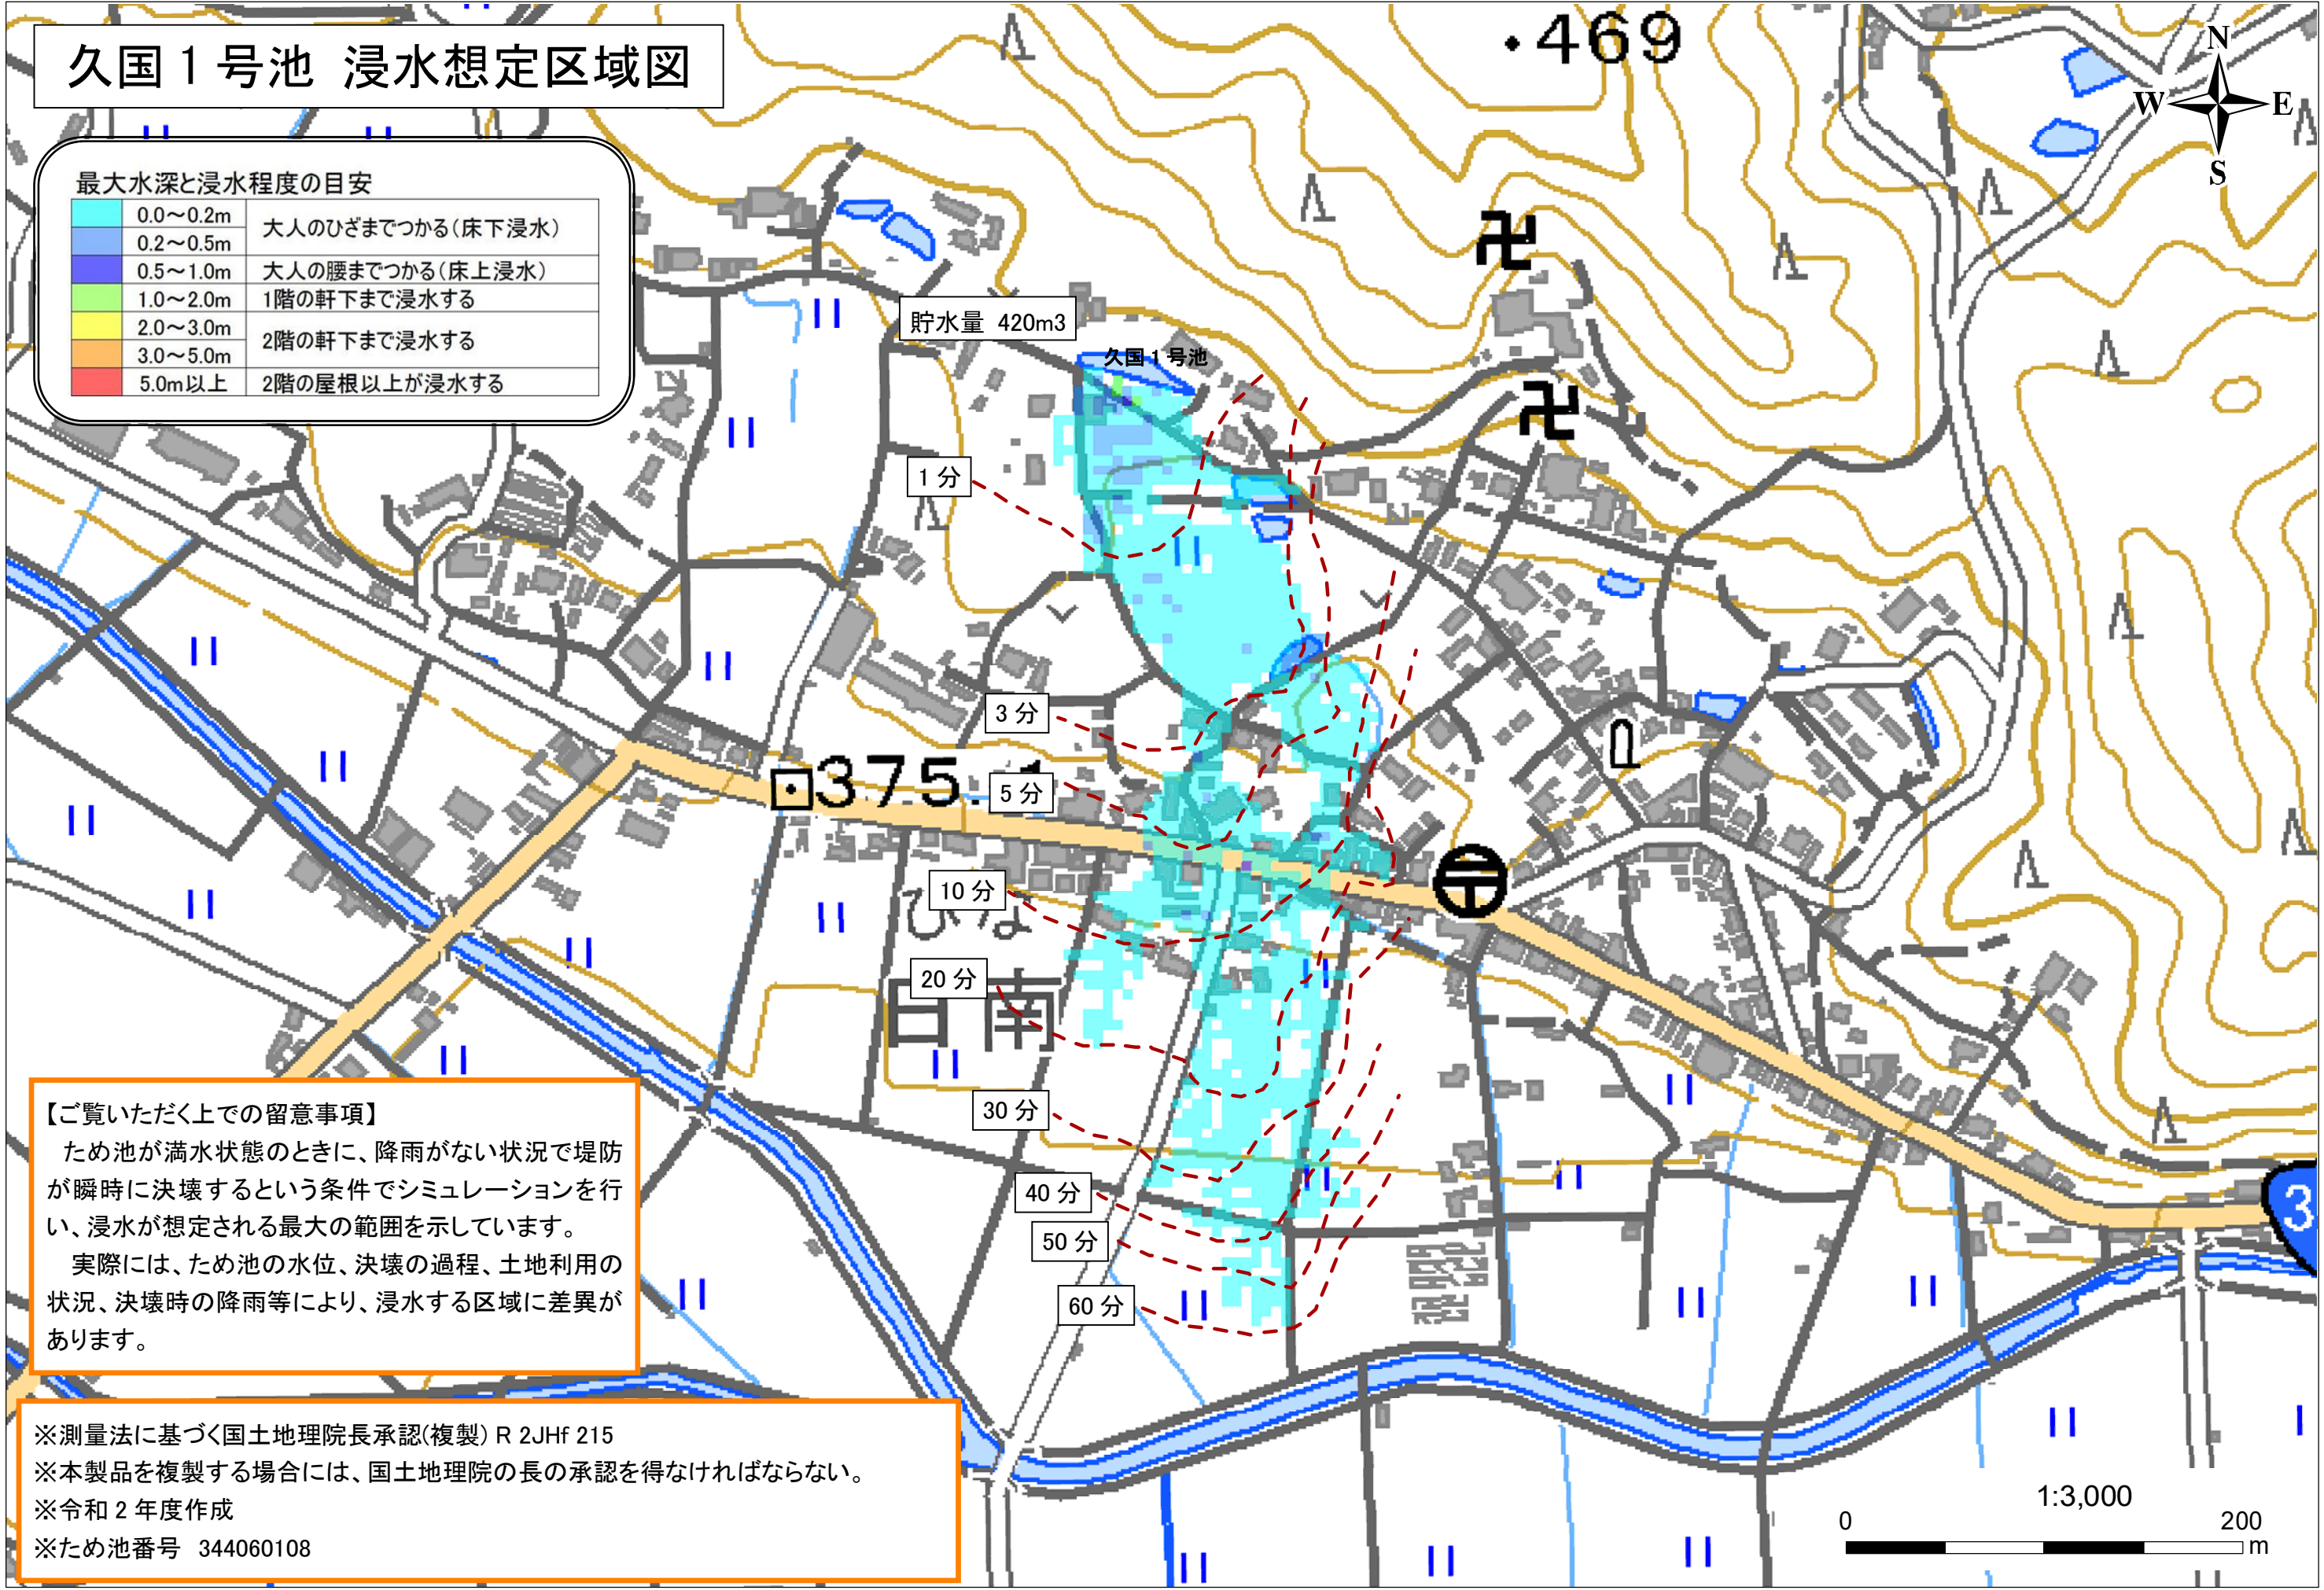 久国１号池 浸水想定区域図
・469
N
W E
S
最大水深と浸水程度の目安
0.0～0.2m 大人のひざまでつかる(床下浸水)
0.2～0.5m
0.5～1.0m 大人の腰までつかる(床上浸水)
1.0～2.0m 1階の軒下まで浸水する
2.0～3.0m 2階の軒下まで浸水する
3.0～5.0m
5.0m以上 2階の屋根以上が浸水する
貯水量 420m3
久国１号池
1 分
3 分
375.
5 分
10 分
ひな
20 分
日南
30 分
40 分
50 分
60 分
3
【ご覧いただく上での留意事項】
ため池が満水状態のときに、降雨がない状況で堤防
が瞬時に決壊するという条件でシミュレーションを行
い、浸水が想定される最大の範囲を示しています。
実際には、ため池の水位、決壊の過程、土地利用の
状況、決壊時の降雨等により、浸水する区域に差異が
あります。
※測量法に基づく国土地理院長承認(複製) R 2JHf 215
※本製品を複製する場合には、国土地理院の長の承認を得なければならない。
※令和 2 年度作成
※ため池番号 344060108
1:3,000
0 200
m